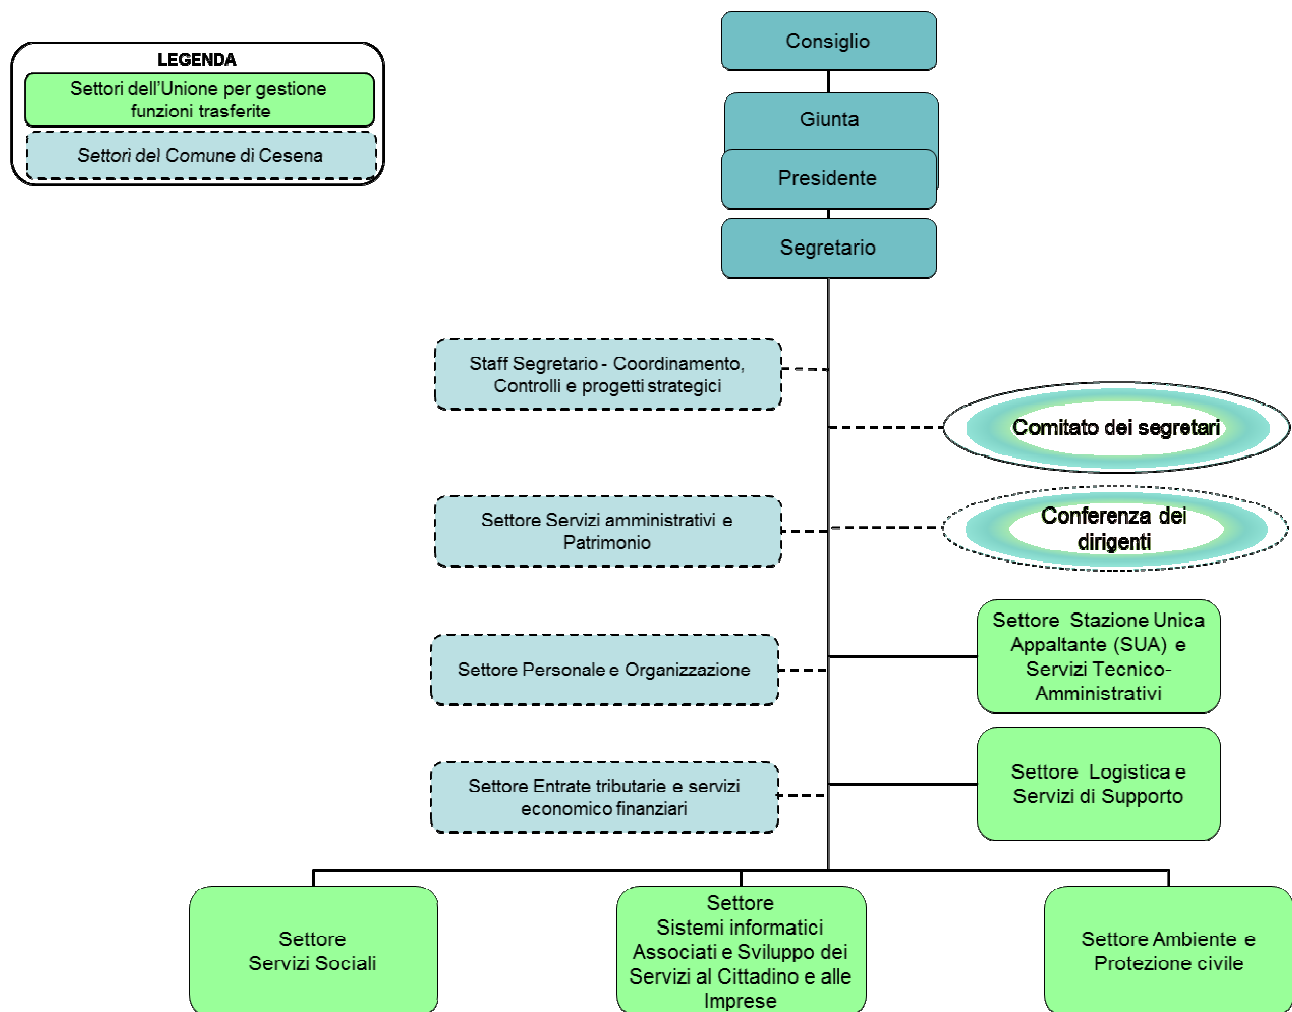 LEGENDA
Settori dell'Unione per gestione
funzioni trasferite
Settori del Comune di Cesena
Consiglio
Giunta
Presidente
Segretario
Staff Segretario - Coordinamento,
Controlli e progetti strategici
Comitato dei segretari
Settore Servizi amministrativi e
Patrimonio
Conferenza dei
dirigenti
Settore Stazione Unica
Appaltante (SUA) e
Servizi Tecnico-
Amministrativi
Settore Personale e Organizzazione
Settore Logistica e
Servizi di Supporto
Settore Entrate tributarie e servizi
economico finanziari
Settore
Servizi Sociali
Settore
Sistemi informatici
Associati e Sviluppo dei
Servizi al Cittadino e alle
Imprese
Settore Ambiente e
Protezione civile